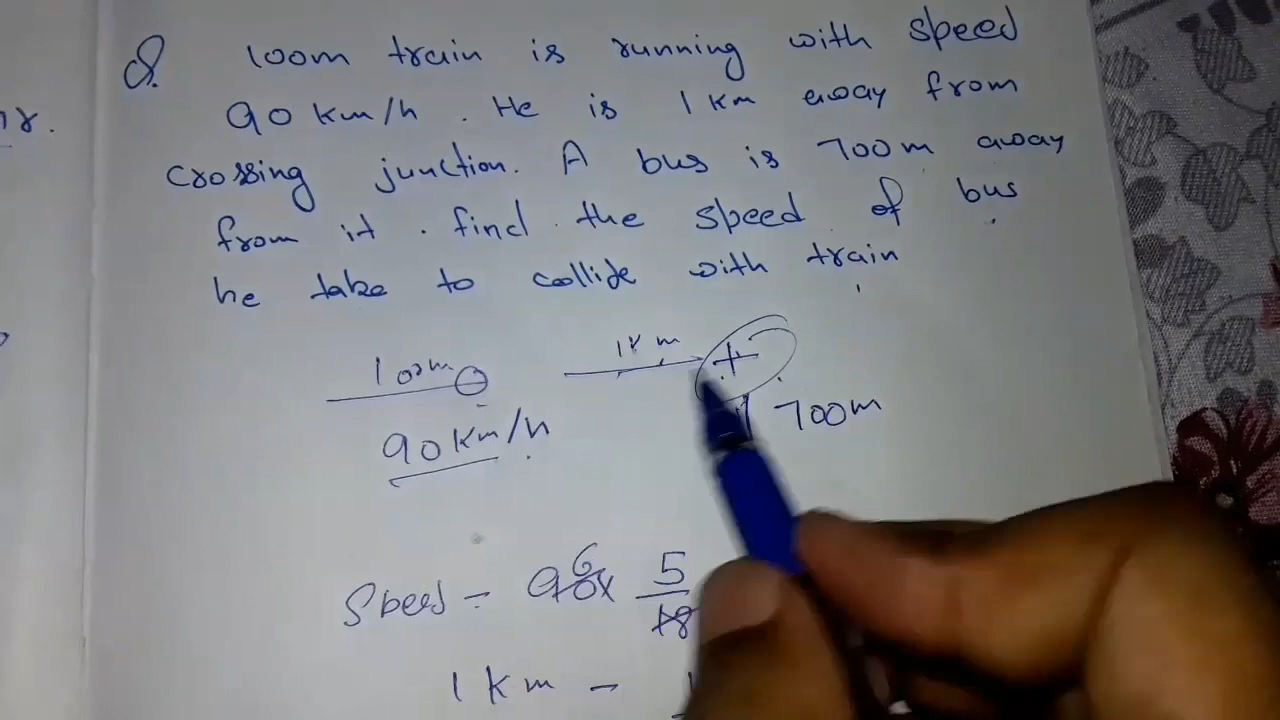 Q. 100m train is running with speed
90 km/h. He is 1 km away from
crossing junction. A bus is 700m away
from it. find the speed of bus
he take to collide with train
100m
1km
90 km/h
700m
Speed - 90 x 5/18
1 km -